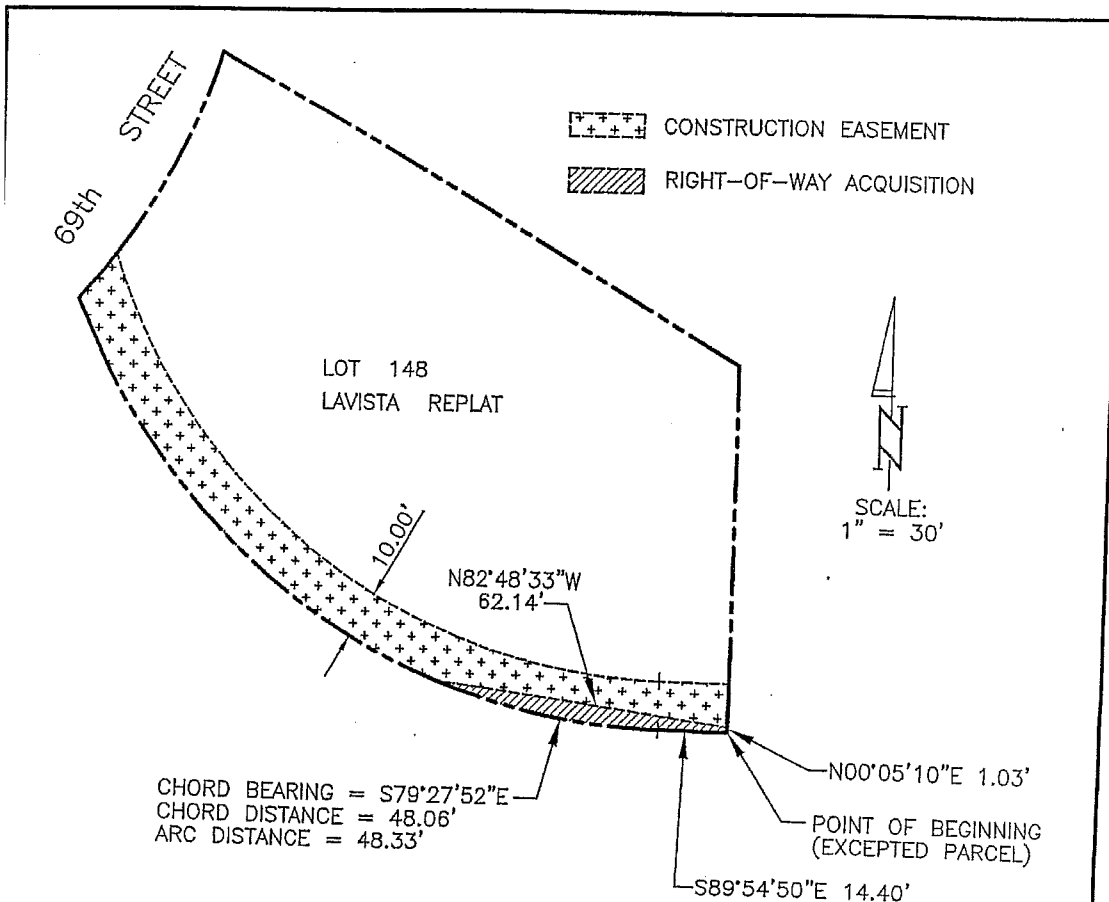 69th STREET
CONSTRUCTION EASEMENT
RIGHT-OF-WAY ACQUISITION
LOT 148
LAVISTA REPLAT
N
SCALE:
1" = 30'
10.00'
N82°48'33"W
62.14'
CHORD BEARING = S79°27'52"E
CHORD DISTANCE = 48.06'
ARC DISTANCE = 48.33'
N00°05'10"E 1.03'
POINT OF BEGINNING
(EXCEPTED PARCEL)
S89°54'50"E 14.40'